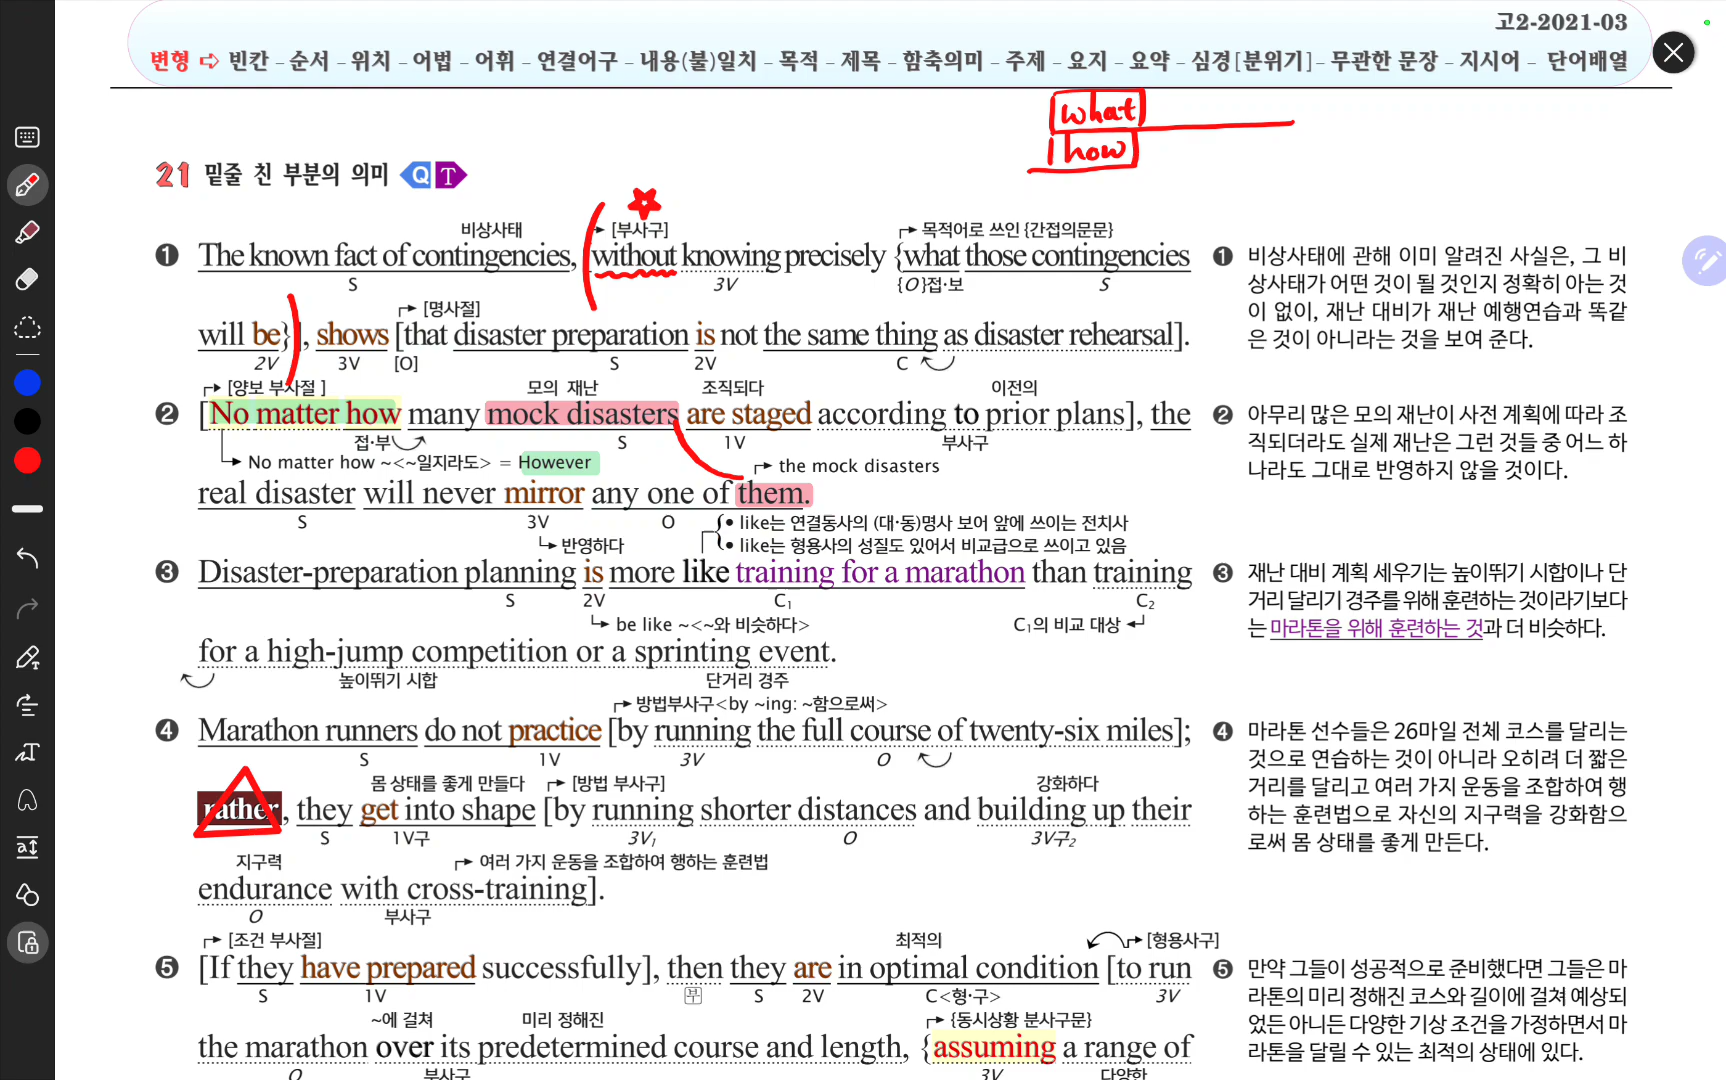 고2-2021-03
변형 ➪ 빈칸 – 순서 – 위치 – 어법 – 어휘 – 연결어구 – 내용(불)일치 – 목적 – 제목 – 함축의미 – 주제 – 요지 – 요약 – 심경[분위기] – 무관한 문장 – 지시어 – 단어배열
what
how
21 밑줄 친 부분의 의미 Q T
비상사태 [부사구] 목적어로 쓰인 {간접의문문}
❶ The known fact of contingencies, without knowing precisely {what those contingencies
S 3V {O}접·보 S
[명사절]
will be}, shows [that disaster preparation is not the same thing as disaster rehearsal].
2V 3V [O] S 2V C
❶ 비상사태에 관해 이미 알려진 사실은, 그 비
상사태가 어떤 것이 될 것인지 정확히 아는 것
이 없이, 재난 대비가 재난 예행연습과 똑같
은 것이 아니라는 것을 보여 준다.
[양보 부사절 ] 모의 재난 조직되다 이전의
❷ [No matter how many mock disasters are staged according to prior plans], the
접·부 S 1V 부사구
No matter how ~<~일지라도> = However the mock disasters
real disaster will never mirror any one of them.
S 3V O
반영하다
❷ 아무리 많은 모의 재난이 사전 계획에 따라 조
직되더라도 실제 재난은 그런 것들 중 어느 하
나라도 그대로 반영하지 않을 것이다.
• like는 연결동사의 (대·동)명사 보어 앞에 쓰이는 전치사
• like는 형용사의 성질도 있어서 비교급으로 쓰이고 있음
❸ Disaster-preparation planning is more like training for a marathon than training
S 2V C₁ C₂
be like ~<~와 비슷하다> C₁의 비교 대상
for a high-jump competition or a sprinting event.
높이뛰기 시합 단거리 경주
❸ 재난 대비 계획 세우기는 높이뛰기 시합이나 단
거리 달리기 경주를 위해 훈련하는 것이라기보다
는 마라톤을 위해 훈련하는 것과 더 비슷하다.
방법부사구<by ~ing: ~함으로써>
❹ Marathon runners do not practice [by running the full course of twenty-six miles];
S 1V 3V O
몸 상태를 좋게 만들다 [방법 부사구] 강화하다
rather, they get into shape [by running shorter distances and building up their
S 1V구 3V₁ O 3V구₂
지구력 여러 가지 운동을 조합하여 행하는 훈련법
endurance with cross-training].
O 부사구
❹ 마라톤 선수들은 26마일 전체 코스를 달리는
것으로 연습하는 것이 아니라 오히려 더 짧은
거리를 달리고 여러 가지 운동을 조합하여 행
하는 훈련법으로 자신의 지구력을 강화함으
로써 몸 상태를 좋게 만든다.
[조건 부사절] 최적의 [형용사구]
❺ [If they have prepared successfully], then they are in optimal condition [to run
S 1V 부 S 2V C<형·구> 3V
~에 걸쳐 미리 정해진 {동시상황 분사구문}
the marathon over its predetermined course and length, {assuming a range of
O 부사구 3V 다양한
❺ 만약 그들이 성공적으로 준비했다면 그들은 마
라톤의 미리 정해진 코스와 길이에 걸쳐 예상되
었든 아니든 다양한 기상 조건을 가정하면서 마
라톤을 달릴 수 있는 최적의 상태에 있다.